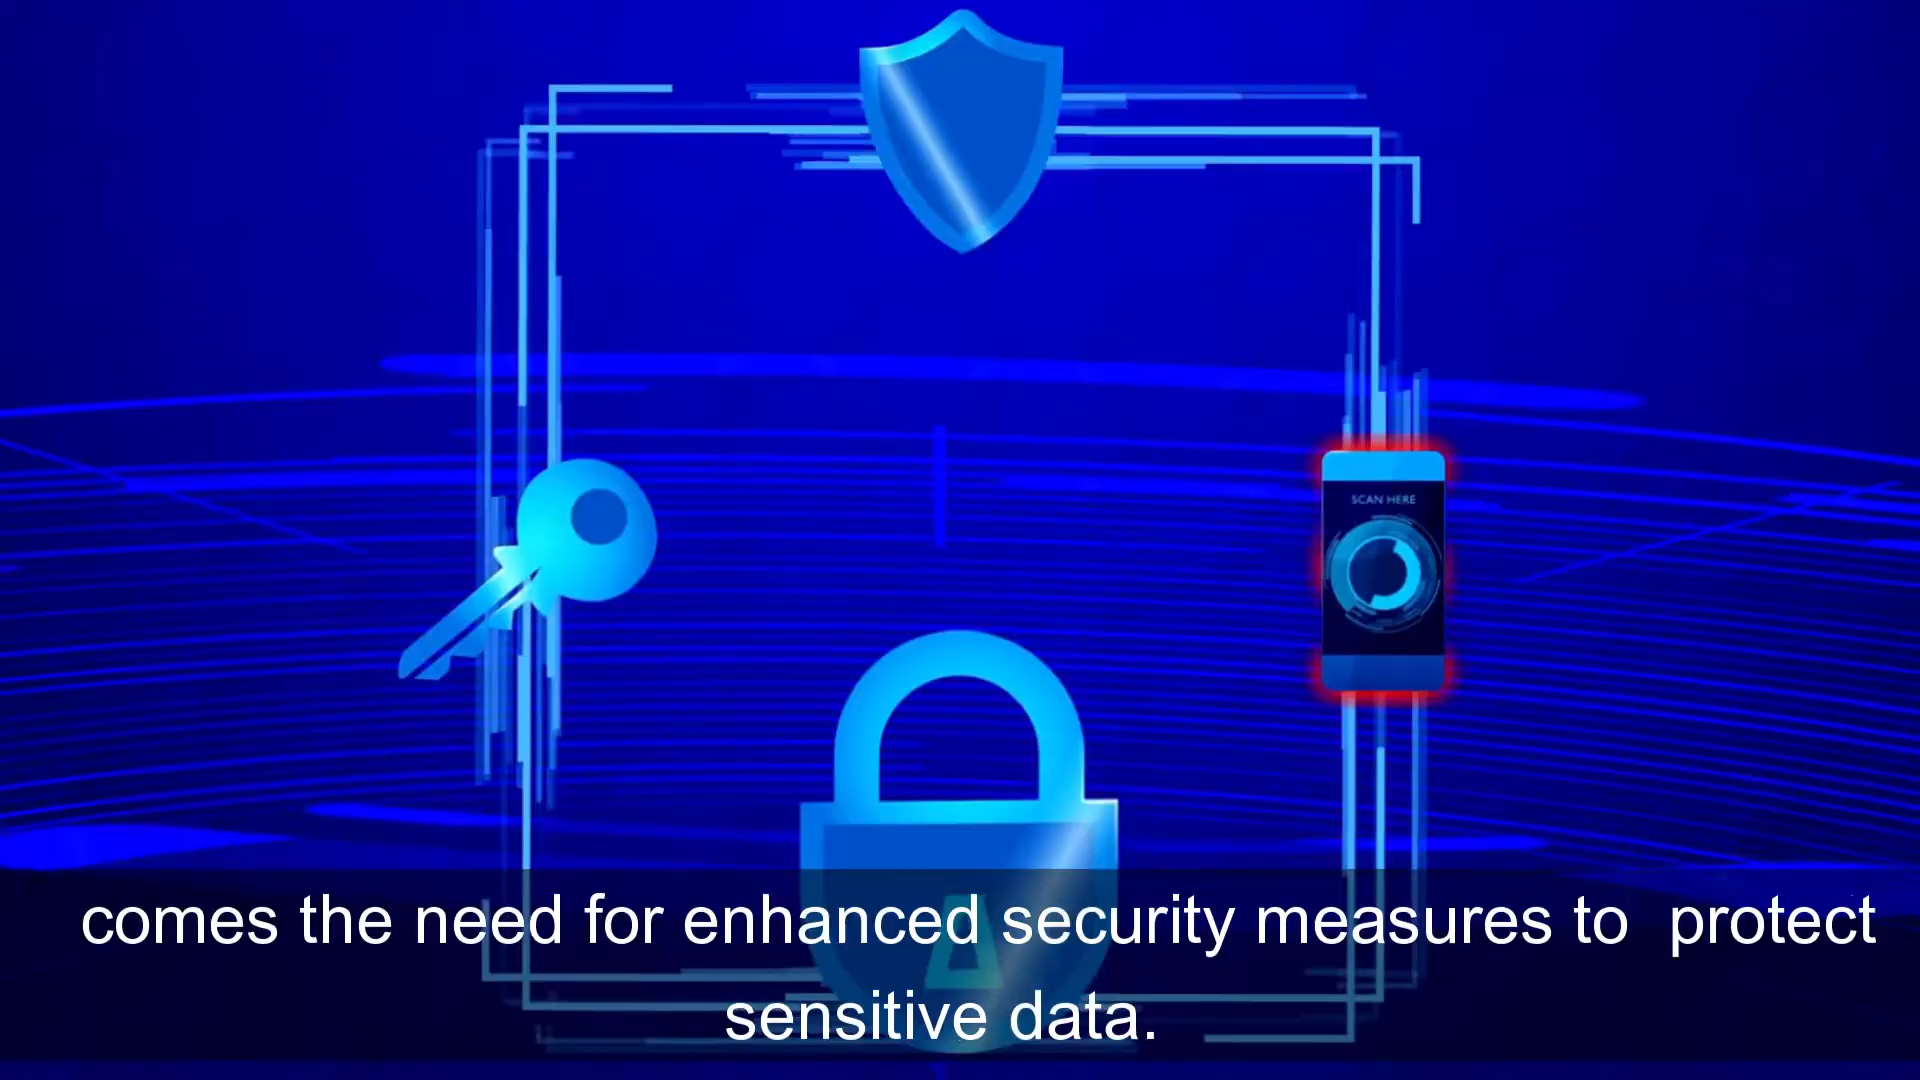 SCAN HERE
comes the need for enhanced security measures to  protect
sensitive data.